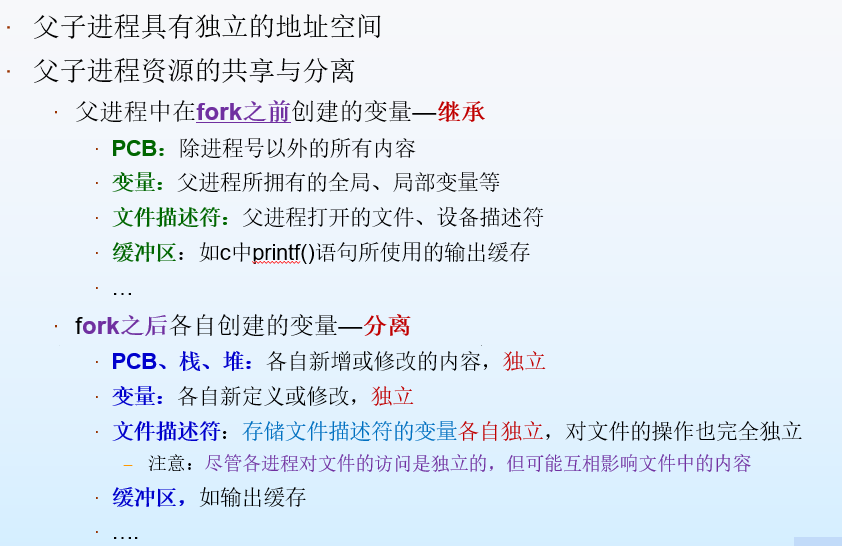 · 父子进程具有独立的地址空间
· 父子进程资源的共享与分离
· 父进程中在fork之前创建的变量—继承
· PCB：除进程号以外的所有内容
· 变量：父进程所拥有的全局、局部变量等
· 文件描述符：父进程打开的文件、设备描述符
· 缓冲区：如c中printf()语句所使用的输出缓存
· …
· fork之后各自创建的变量—分离
· PCB、栈、堆：各自新增或修改的内容，独立
· 变量：各自新定义或修改，独立
· 文件描述符：存储文件描述符的变量各自独立，对文件的操作也完全独立
– 注意：尽管各进程对文件的访问是独立的，但可能互相影响文件中的内容
· 缓冲区，如输出缓存
· ….